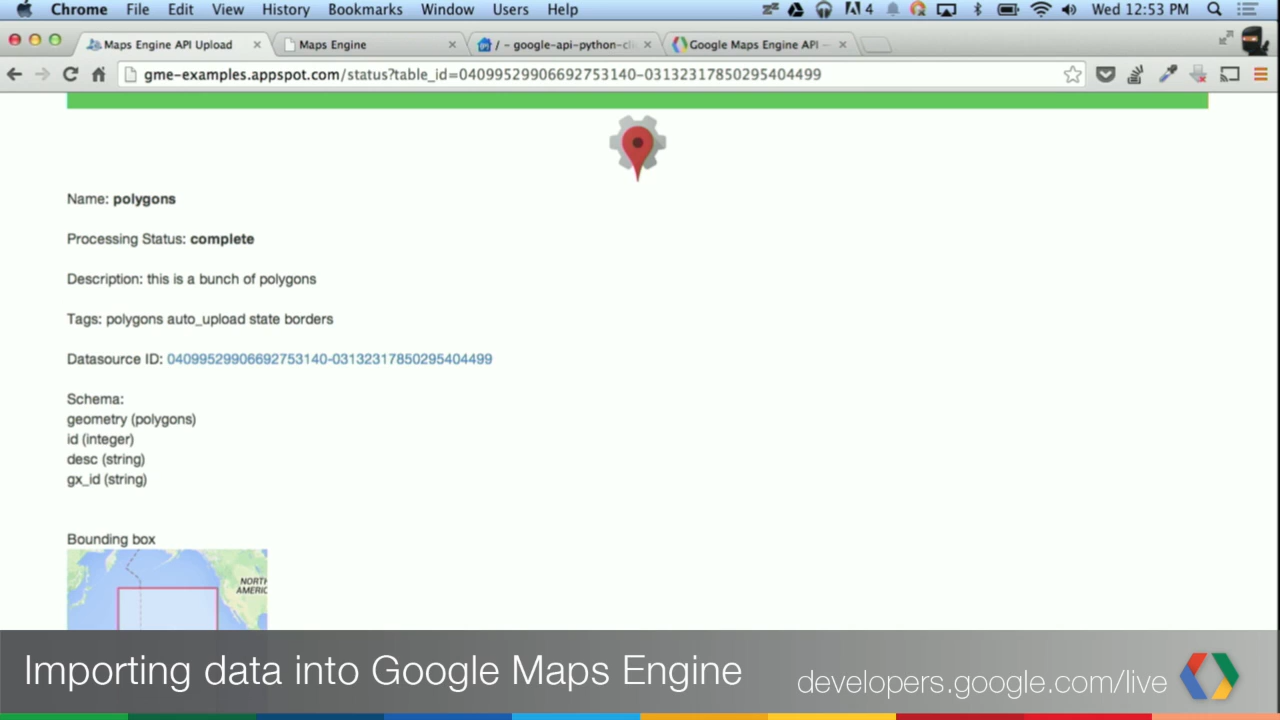 Chrome File Edit View History Bookmarks Window Users Help 4 Wed 12:53 PM
Maps Engine API Upload Maps Engine / - google-api-python-cli Google Maps Engine API –
gme-examples.appspot.com/status?table_id=04099529906692753140-03132317850295404499
Name: polygons
Processing Status: complete
Description: this is a bunch of polygons
Tags: polygons auto_upload state borders
Datasource ID: 04099529906692753140-03132317850295404499
Schema:
geometry (polygons)
id (integer)
desc (string)
gx_id (string)
Bounding box
NORTH
AMERIC
Importing data into Google Maps Engine
developers.google.com/live